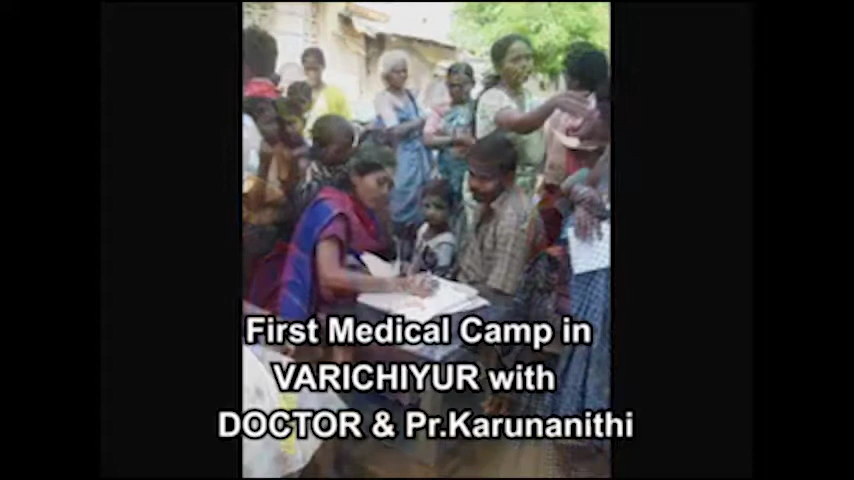 First Medical Camp in
VARICHIYUR with
DOCTOR & Pr.Karunanithi